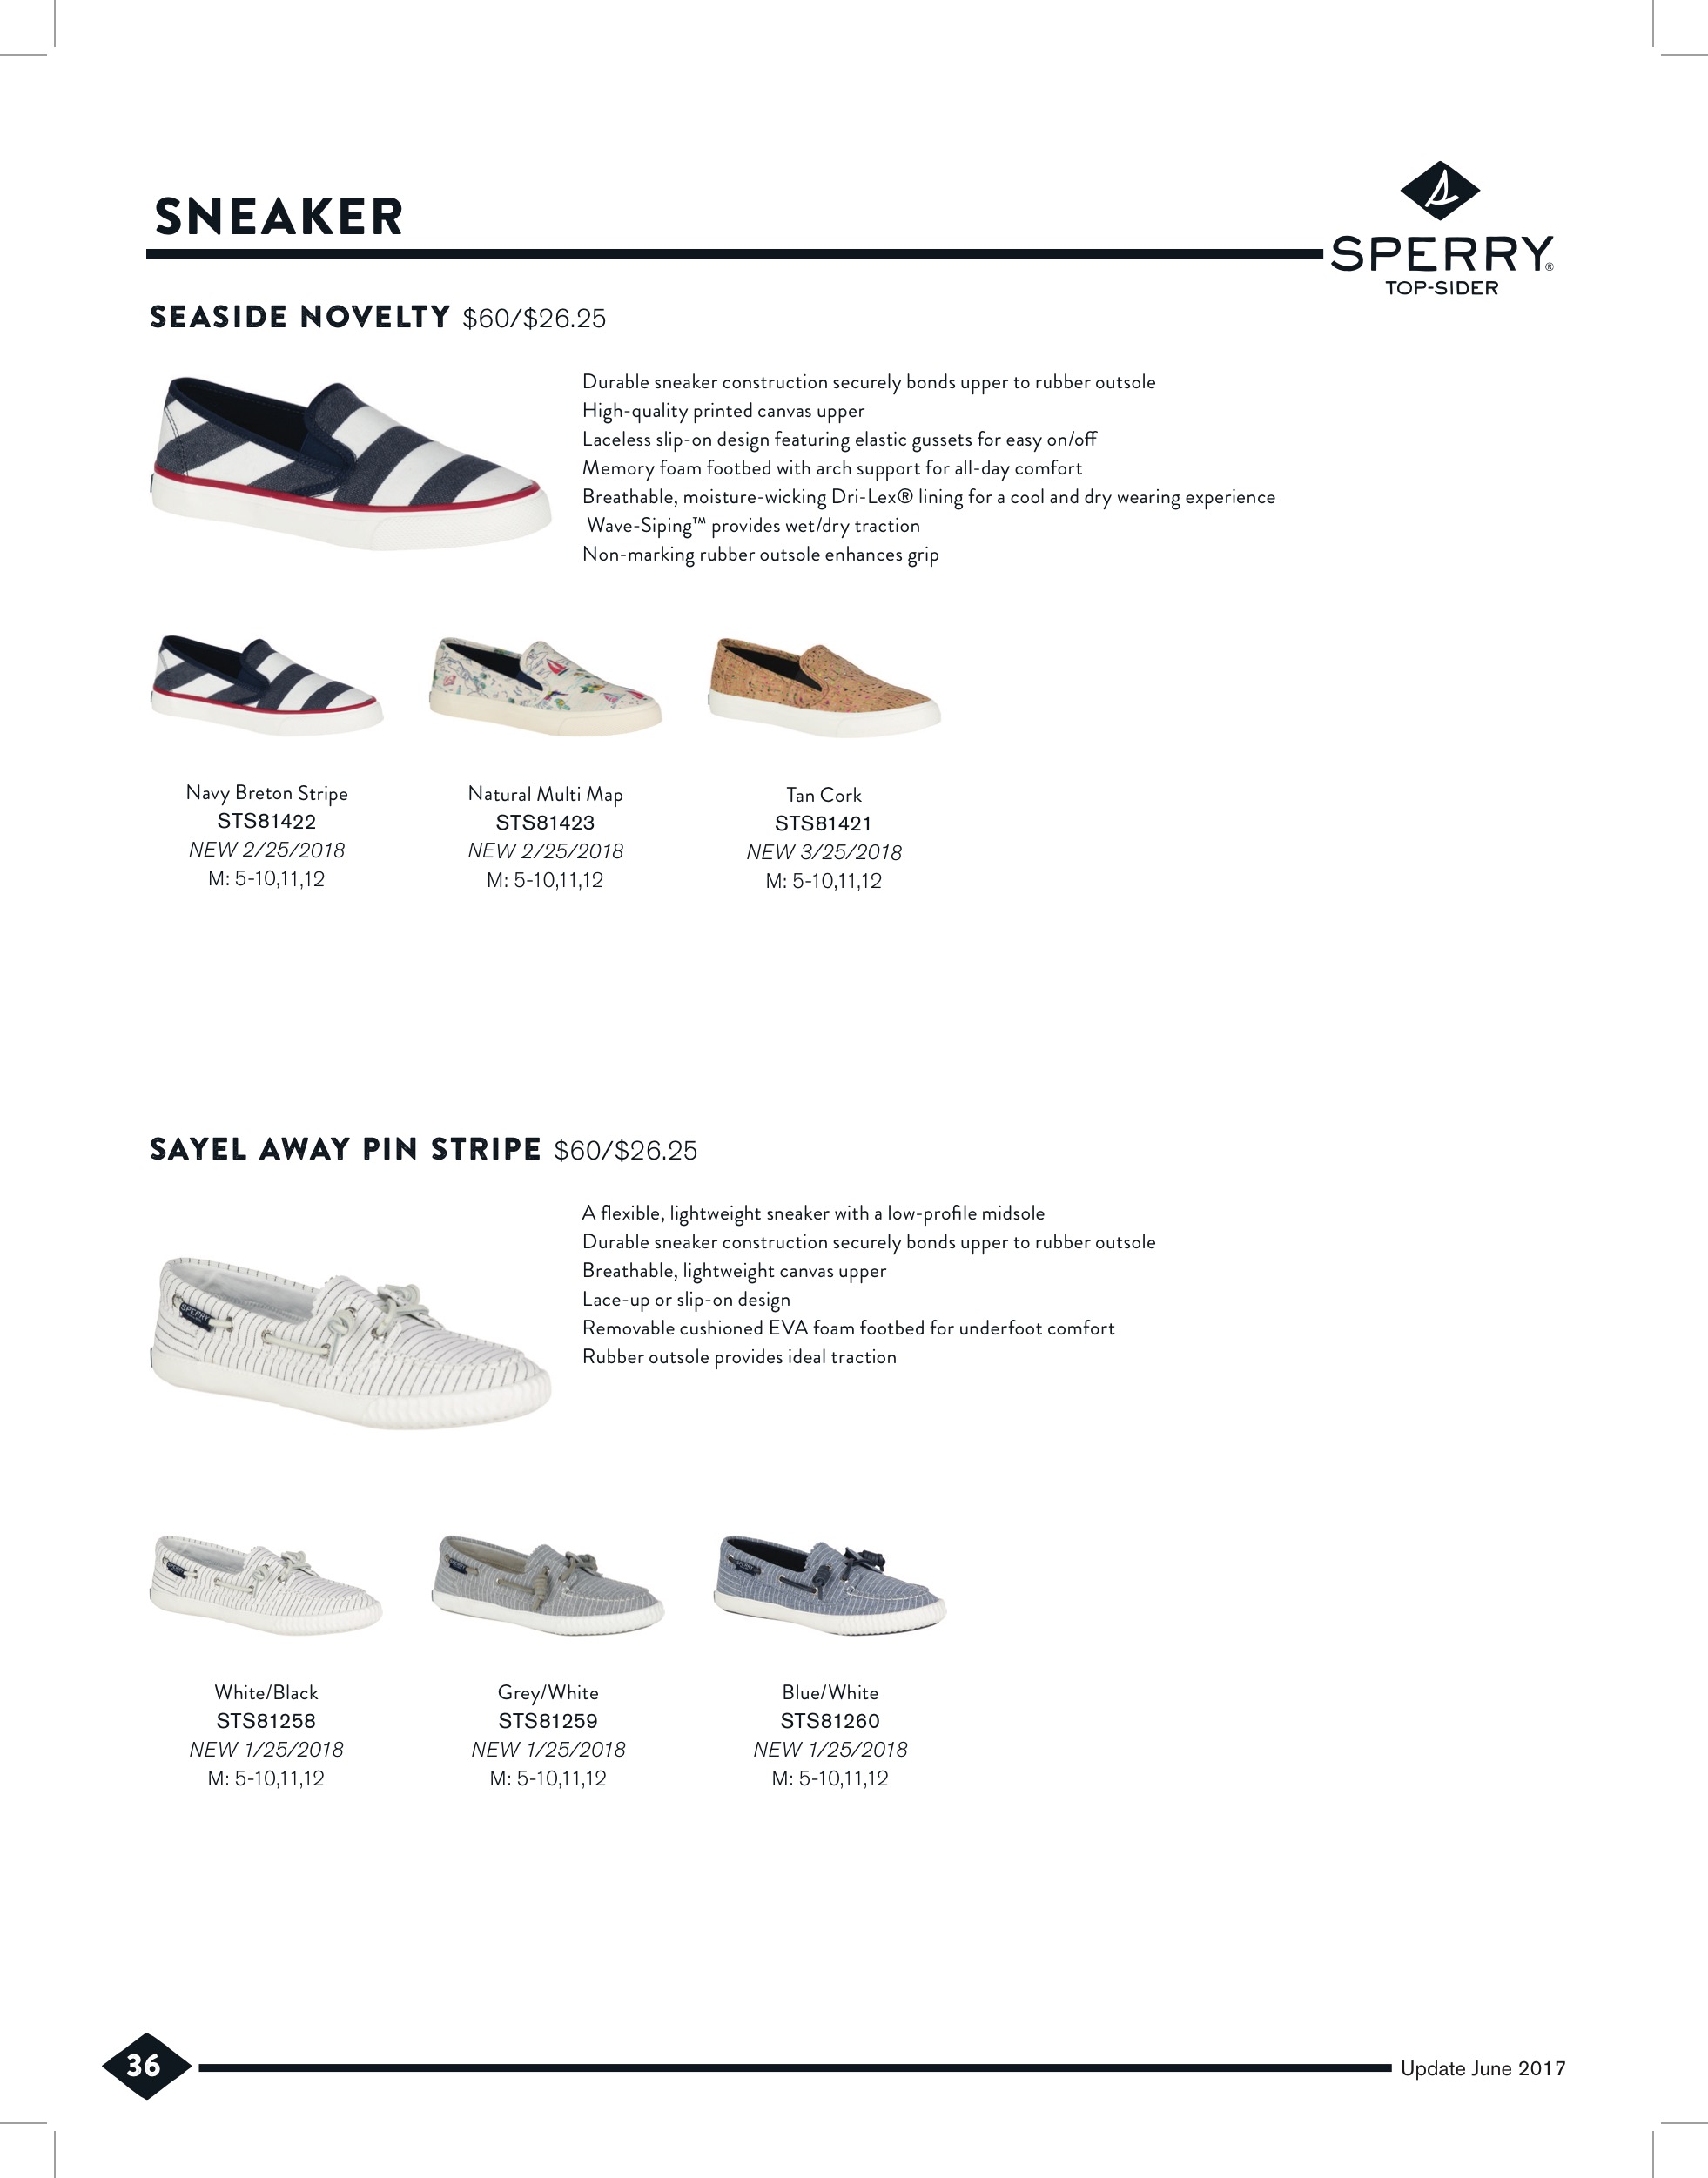 SNEAKER
SPERRY®
TOP-SIDER
SEASIDE NOVELTY $60/$26.25
Durable sneaker construction securely bonds upper to rubber outsole
High-quality printed canvas upper
Laceless slip-on design featuring elastic gussets for easy on/off
Memory foam footbed with arch support for all-day comfort
Breathable, moisture-wicking Dri-Lex® lining for a cool and dry wearing experience
Wave-Siping™ provides wet/dry traction
Non-marking rubber outsole enhances grip
Navy Breton Stripe
STS81422
NEW 2/25/2018
M: 5-10,11,12
Natural Multi Map
STS81423
NEW 2/25/2018
M: 5-10,11,12
Tan Cork
STS81421
NEW 3/25/2018
M: 5-10,11,12
SAYEL AWAY PIN STRIPE $60/$26.25
A flexible, lightweight sneaker with a low-profile midsole
Durable sneaker construction securely bonds upper to rubber outsole
Breathable, lightweight canvas upper
Lace-up or slip-on design
Removable cushioned EVA foam footbed for underfoot comfort
Rubber outsole provides ideal traction
SPERRY
White/Black
STS81258
NEW 1/25/2018
M: 5-10,11,12
Grey/White
STS81259
NEW 1/25/2018
M: 5-10,11,12
Blue/White
STS81260
NEW 1/25/2018
M: 5-10,11,12
36
Update June 2017